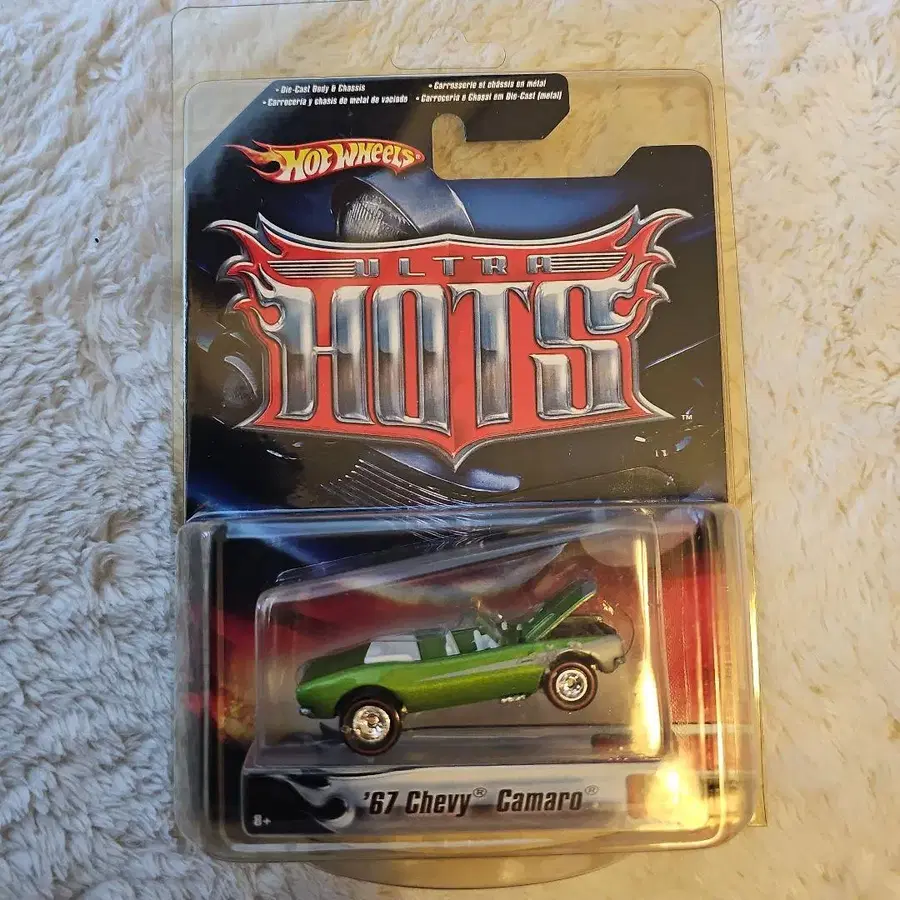 • Die-Cast Body & Chassis • Carrosserie et châssis en métal
• Carrocería y chasis de metal de vaciado • Carroceria e Chassi em Die-Cast (metal)
HOT WHEELS®
ULTRA
HOTS
TM
'67 Chevy® Camaro®
8+